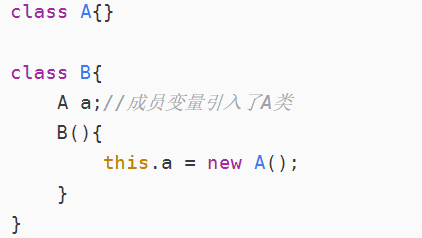 class A{}
class B{
A a;//成员变量引入了A类
B(){
this.a = new A();
}
}